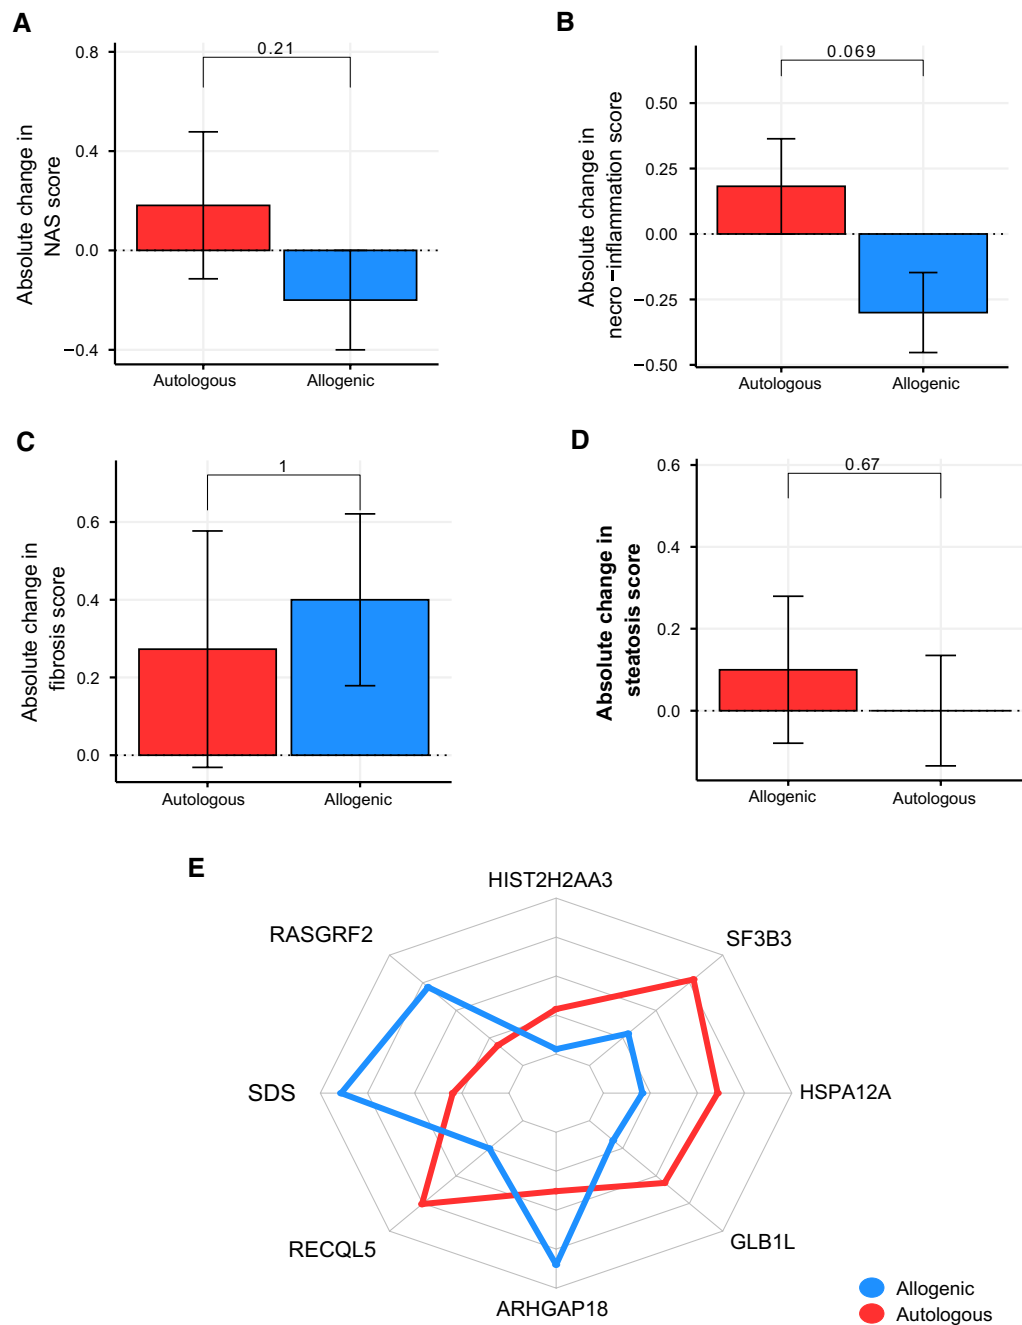 A
Absolute change in
NAS score
0.8
0.4
0.0
−0.4
0.21
Autologous
Allogenic
B
Absolute change in
necro−inflammation score
0.50
0.25
0.00
−0.25
−0.50
0.069
Autologous
Allogenic
C
Absolute change in
fibrosis score
0.6
0.4
0.2
0.0
1
Autologous
Allogenic
D
Absolute change in
steatosis score
0.6
0.4
0.2
0.0
0.67
Allogenic
Autologous
E
HIST2H2AA3
RASGRF2
SF3B3
SDS
HSPA12A
RECQL5
GLB1L
ARHGAP18
Allogenic
Autologous